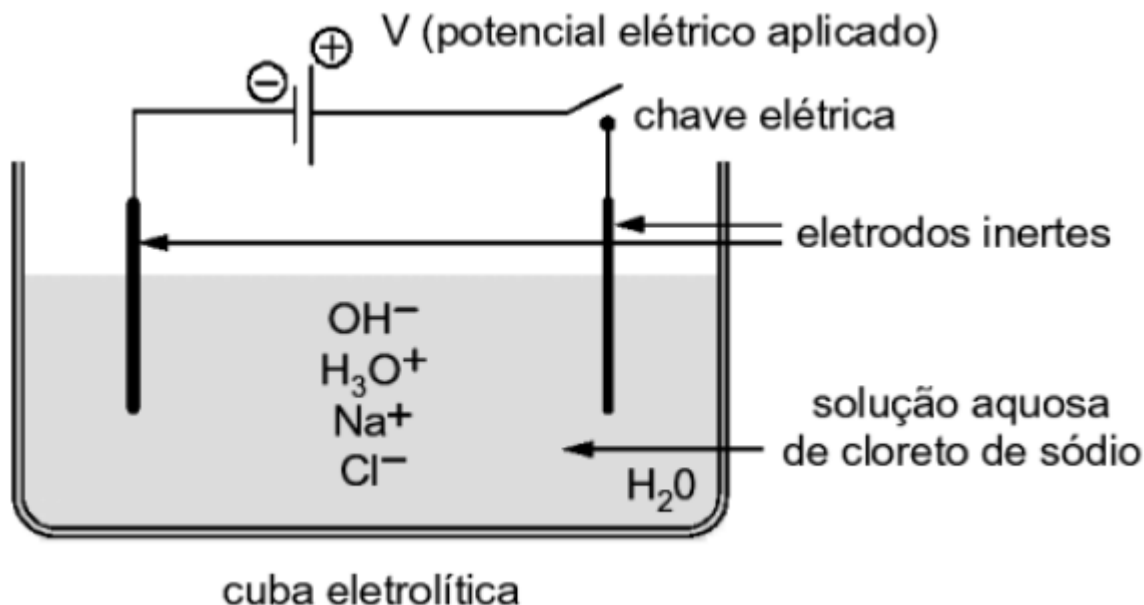 V (potencial elétrico aplicado)
⊖
⊕
chave elétrica
eletrodos inertes
OH⁻
H₃O⁺
Na⁺
Cl⁻
solução aquosa
de cloreto de sódio
H₂0
cuba eletrolítica